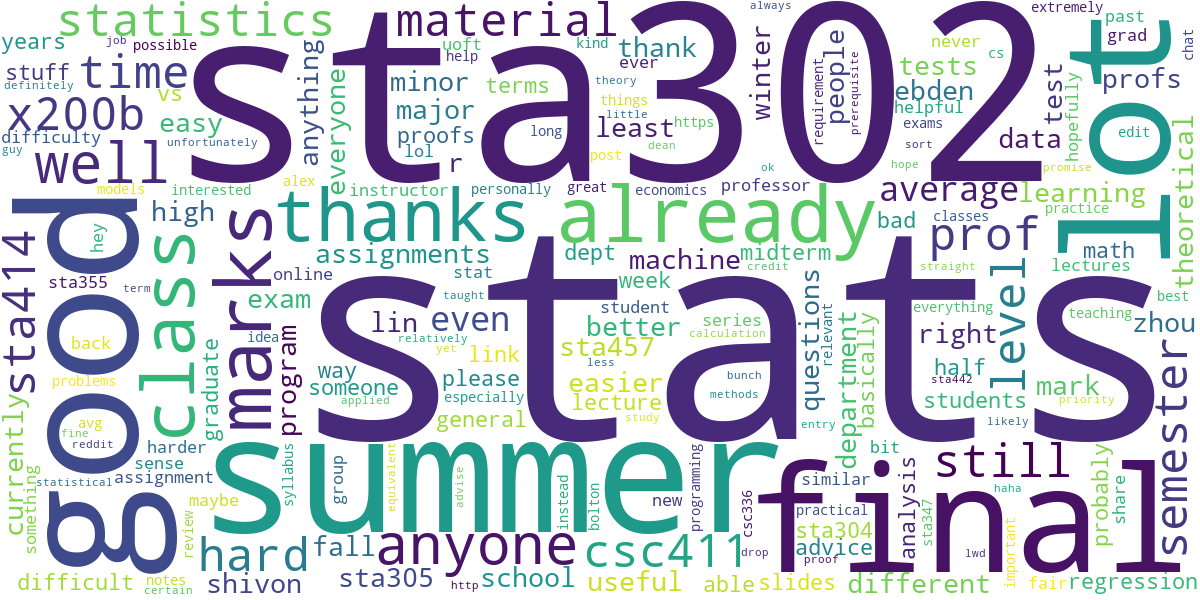 sta302
stats
summer
final
good
already
thanks
lot
class
marks
anyone
hard
csc411
prof
still
semester
level
well
x200b
time
statistics
material
average
sta414
even
data
ebden
people
winter
tests
test
profs
theoretical
thank
minor
major
least
terms
proofs
easy
stuff
years
vs
anything
everyone
r
lol
uoft
help
job
possible
definitely
difficulty
guy
unfortunately
models
interested
alex
instructor
personally
great
economics
professor
long
ever
kind
theory
things
little
https
post
dean
ok
always
never
cs
helpful
exams
sort
hope
requirement
prerequisite
extremely
past
grad
chat
hopefully
edit
promise
learning
practice
classes
bad
math
lectures
best
teaching
zhou
right
everything
straight
half
sta442
students
mark
priority
likely
basically
department
relevant
questions
entry
bit
midterm
credit
machine
dept
week
student
series
calculation
better
sta457
less
bunch
methods
easier
lecture
study
assignments
stat
online
taught
relatively
yet
link
lin
way
someone
please
applied
especially
general
exam
idea
program
graduate
high
hey
sta355
term
back
problems
avg
fine
reddit
harder
sense
assignment
statistical
currently
something
maybe
review
difficult
notes
certain
shivon
fall
school
sta305
http
syllabus
group
equivalent
advise
instead
bolton
new
programming
drop
csc336
proof
useful
able
slides
similar
practical
sta304
advice
analysis
sta347
different
lwd
haha
important
fair
probably
share
regression